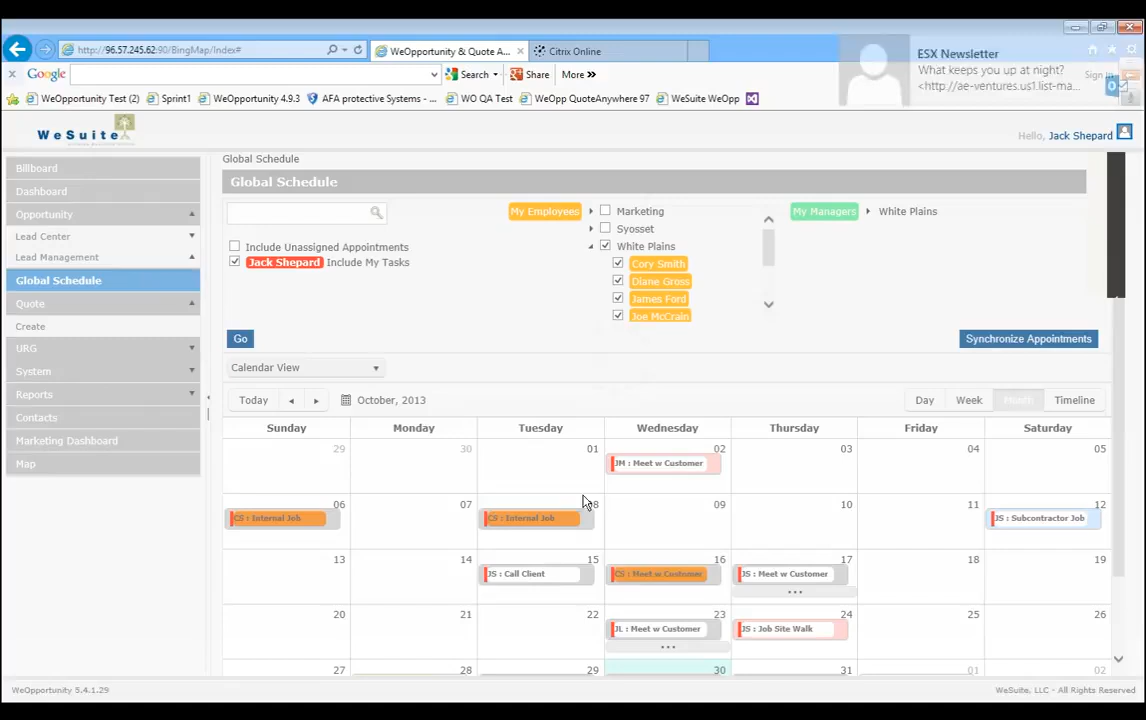 http://96.57.245.62:90/BingMap/Index#
WeOpportunity & Quote A...
Citrix Online
ESX Newsletter
What keeps you up at night?
<http://ae-ventures.us1.list-ma...
Google
Search
Share
More »
Sign
WeOpportunity Test (2)
Sprint1
WeOpportunity 4.9.3
AFA protective Systems - ...
WO QA Test
WeOpp QuoteAnywhere 97
WeSuite WeOpp
WeSuite
Hello, Jack Shepard
Billboard
Dashboard
Opportunity
Lead Center
Lead Management
Global Schedule
Quote
Create
URG
System
Reports
Contacts
Marketing Dashboard
Map
Global Schedule
Global Schedule
My Employees
Marketing
Syosset
White Plains
Cory Smith
Diane Gross
James Ford
Joe McCrain
My Managers
White Plains
Include Unassigned Appointments
Jack Shepard Include My Tasks
Go
Synchronize Appointments
Calendar View
Today
October, 2013
Day Week Month Timeline
Sunday Monday Tuesday Wednesday Thursday Friday Saturday
29 30 01 02 03 04 05
JM : Meet w Customer
06 07 08 09 10 11 12
CS : Internal Job
CS : Internal Job
JS : Subcontractor Job
13 14 15 16 17 18 19
JS : Call Client
CS : Meet w Customer
JS : Meet w Customer
20 21 22 23 24 25 26
JL : Meet w Customer
JS : Job Site Walk
27 28 29 30 31 01 02
WeOpportunity 5.4.1.29
WeSuite, LLC - All Rights Reserved